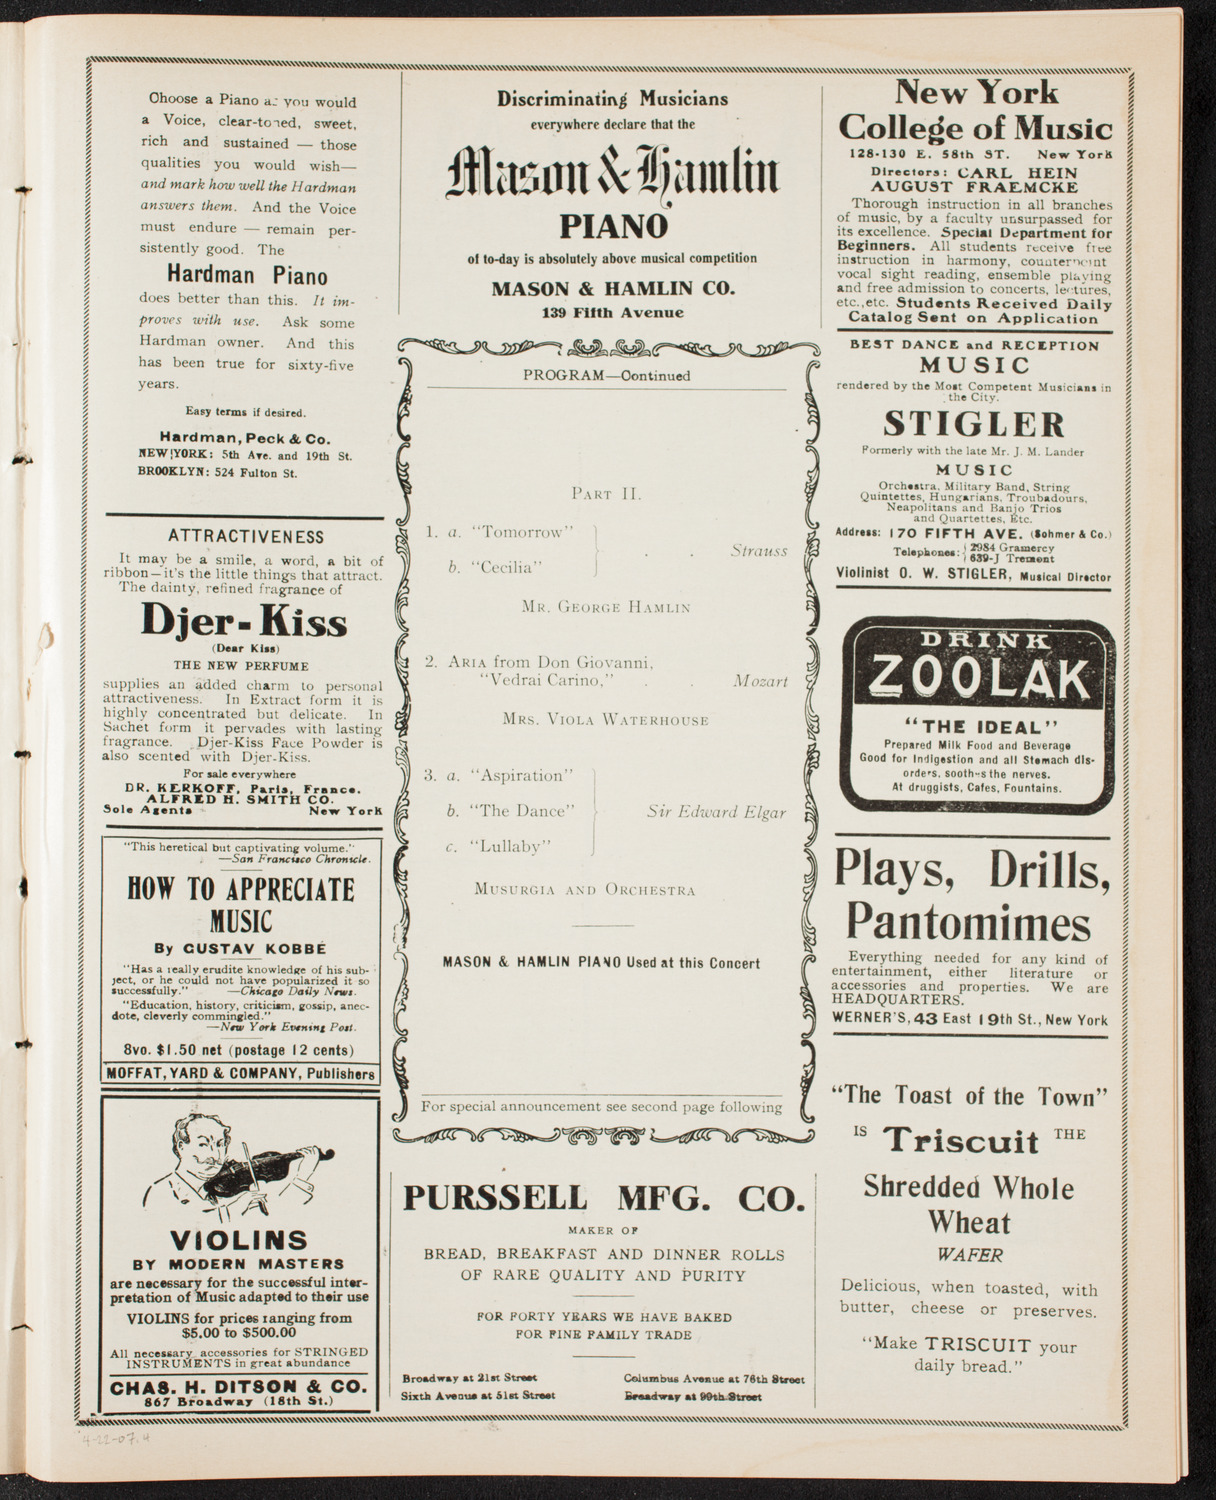 Choose a Piano as you would
a Voice, clear-toned, sweet,
rich and sustained — those
qualities you would wish—
and mark how well the Hardman
answers them. And the Voice
must endure — remain per-
sistently good. The
Hardman Piano
does better than this. It im-
proves with use. Ask some
Hardman owner. And this
has been true for sixty-five
years.
Easy terms if desired.
Hardman, Peck & Co.
NEW YORK: 5th Ave. and 19th St.
BROOKLYN: 524 Fulton St.
ATTRACTIVENESS
It may be a smile, a word, a bit of
ribbon—it's the little things that attract.
The dainty, refined fragrance of
Djer-Kiss
(Dear Kiss)
THE NEW PERFUME
supplies an added charm to personal
attractiveness. In Extract form it is
highly concentrated but delicate. In
Sachet form it pervades with lasting
fragrance. Djer-Kiss Face Powder is
also scented with Djer-Kiss.
For sale everywhere
DR. KERKOFF, Paris, France.
ALFRED H. SMITH CO.
Sole Agents New York
"This heretical but captivating volume."
—San Francisco Chronicle.
HOW TO APPRECIATE
MUSIC
By GUSTAV KOBBÉ
"Has a really erudite knowledge of his sub-
ject, or he could not have popularized it so
successfully." —Chicago Daily News.
"Education, history, criticism, gossip, anec-
dote, cleverly commingled."
—New York Evening Post.
8vo. $1.50 net (postage 12 cents)
MOFFAT, YARD & COMPANY, Publishers
VIOLINS
BY MODERN MASTERS
are necessary for the successful inter-
pretation of Music adapted to their use
VIOLINS for prices ranging from
$5.00 to $500.00
All necessary accessories for STRINGED
INSTRUMENTS in great abundance
CHAS. H. DITSON & CO.
867 Broadway (18th St.)
Discriminating Musicians
everywhere declare that the
Mason & Hamlin
PIANO
of to-day is absolutely above musical competition
MASON & HAMLIN CO.
139 Fifth Avenue
PROGRAM—Continued
PART II.
1. a. "Tomorrow"
. . Strauss
b. "Cecilia"
MR. GEORGE HAMLIN
2. ARIA from Don Giovanni,
"Vedrai Carino," . . Mozart
MRS. VIOLA WATERHOUSE
3. a. "Aspiration"
b. "The Dance" Sir Edward Elgar
c. "Lullaby"
MUSURGIA AND ORCHESTRA
MASON & HAMLIN PIANO Used at this Concert
For special announcement see second page following
PURSSELL MFG. CO.
MAKER OF
BREAD, BREAKFAST AND DINNER ROLLS
OF RARE QUALITY AND PURITY
FOR FORTY YEARS WE HAVE BAKED
FOR FINE FAMILY TRADE
Broadway at 21st Street Columbus Avenue at 76th Street
Sixth Avenue at 51st Street Broadway at 99th Street
New York
College of Music
128-130 E. 58th ST. New York
Directors: CARL HEIN
AUGUST FRAEMCKE
Thorough instruction in all branches
of music, by a faculty unsurpassed for
its excellence. Special Department for
Beginners. All students receive free
instruction in harmony, counterpoint
vocal sight reading, ensemble playing
and free admission to concerts, lectures,
etc., etc. Students Received Daily
Catalog Sent on Application
BEST DANCE and RECEPTION
MUSIC
rendered by the Most Competent Musicians in
the City.
STIGLER
Formerly with the late Mr. J. M. Lander
MUSIC
Orchestra, Military Band, String
Quintettes, Hungarians, Troubadours,
Neapolitans and Banjo Trios
and Quartettes, Etc.
Address: 170 FIFTH AVE. (Sohmer & Co.)
Telephones: { 2984 Gramercy
639-J Tremont
Violinist O. W. STIGLER, Musical Director
DRINK
ZOOLAK
"THE IDEAL"
Prepared Milk Food and Beverage
Good for Indigestion and all Stomach dis-
orders, soothes the nerves.
At druggists, Cafes, Fountains.
Plays, Drills,
Pantomimes
Everything needed for any kind of
entertainment, either literature or
accessories and properties. We are
HEADQUARTERS.
WERNER'S, 43 East 19th St., New York
"The Toast of the Town"
IS Triscuit THE
Shredded Whole
Wheat
WAFER
Delicious, when toasted, with
butter, cheese or preserves.
"Make TRISCUIT your
daily bread."
4-22-07.4